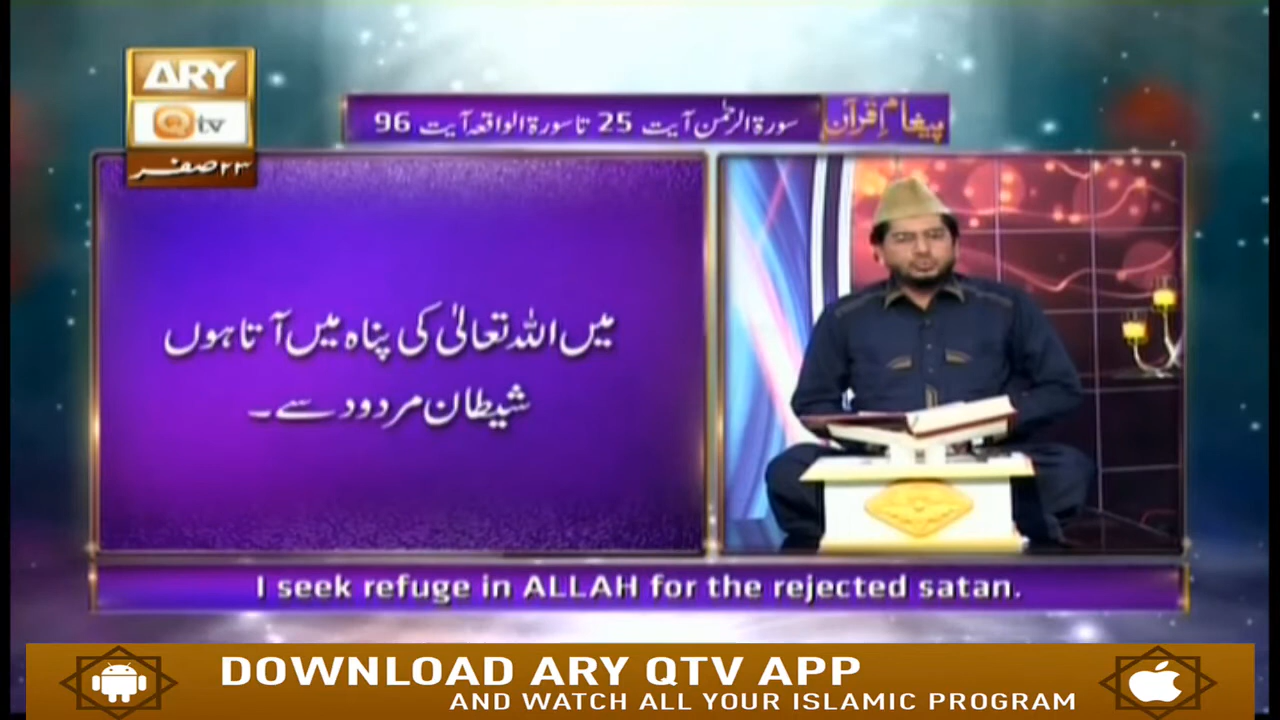 ARY
Qtv
۲۳ صفر
پیغامِ قرآن
سورۃ الرحمٰن آیت 25 تا سورۃ الواقعہ آیت 96
میں اللہ تعالیٰ کی پناہ میں آتا ہوں
شیطان مردود سے۔
I seek refuge in ALLAH for the rejected satan.
DOWNLOAD ARY QTV APP
AND WATCH ALL YOUR ISLAMIC PROGRAM